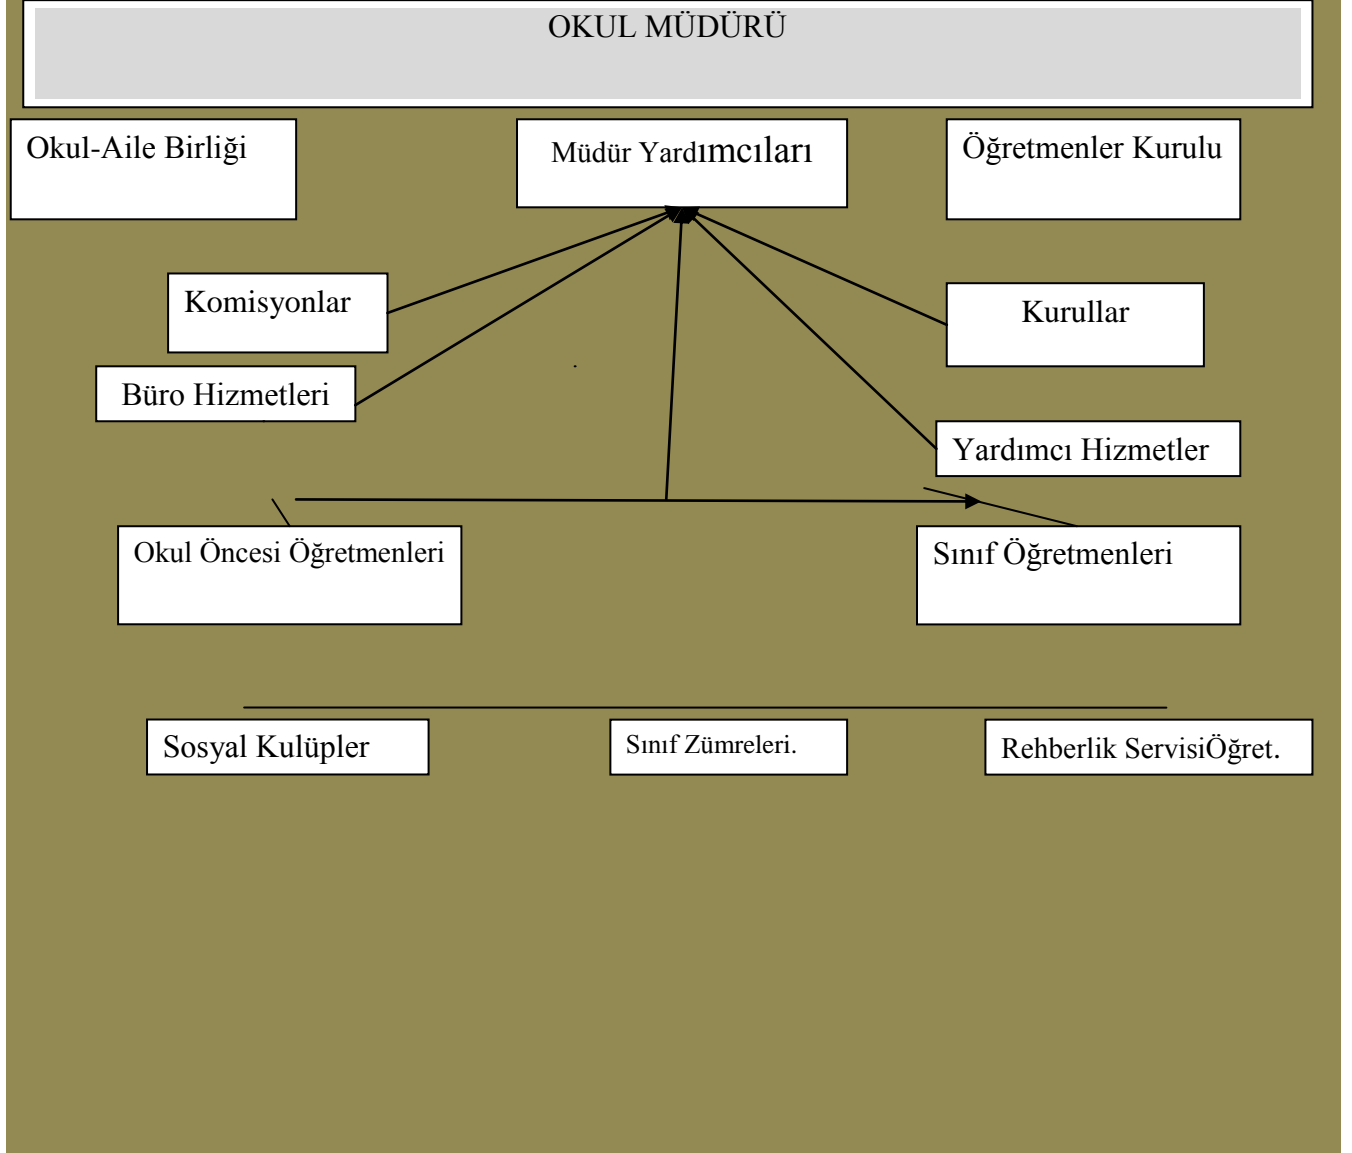 OKUL MÜDÜRÜ
Okul-Aile Birliği
Müdür Yardımcıları
Öğretmenler Kurulu
Komisyonlar
Kurullar
Büro Hizmetleri
Yardımcı Hizmetler
Okul Öncesi Öğretmenleri
Sınıf Öğretmenleri
Sosyal Kulüpler
Sınıf Zümreleri.
Rehberlik ServisiÖğret.